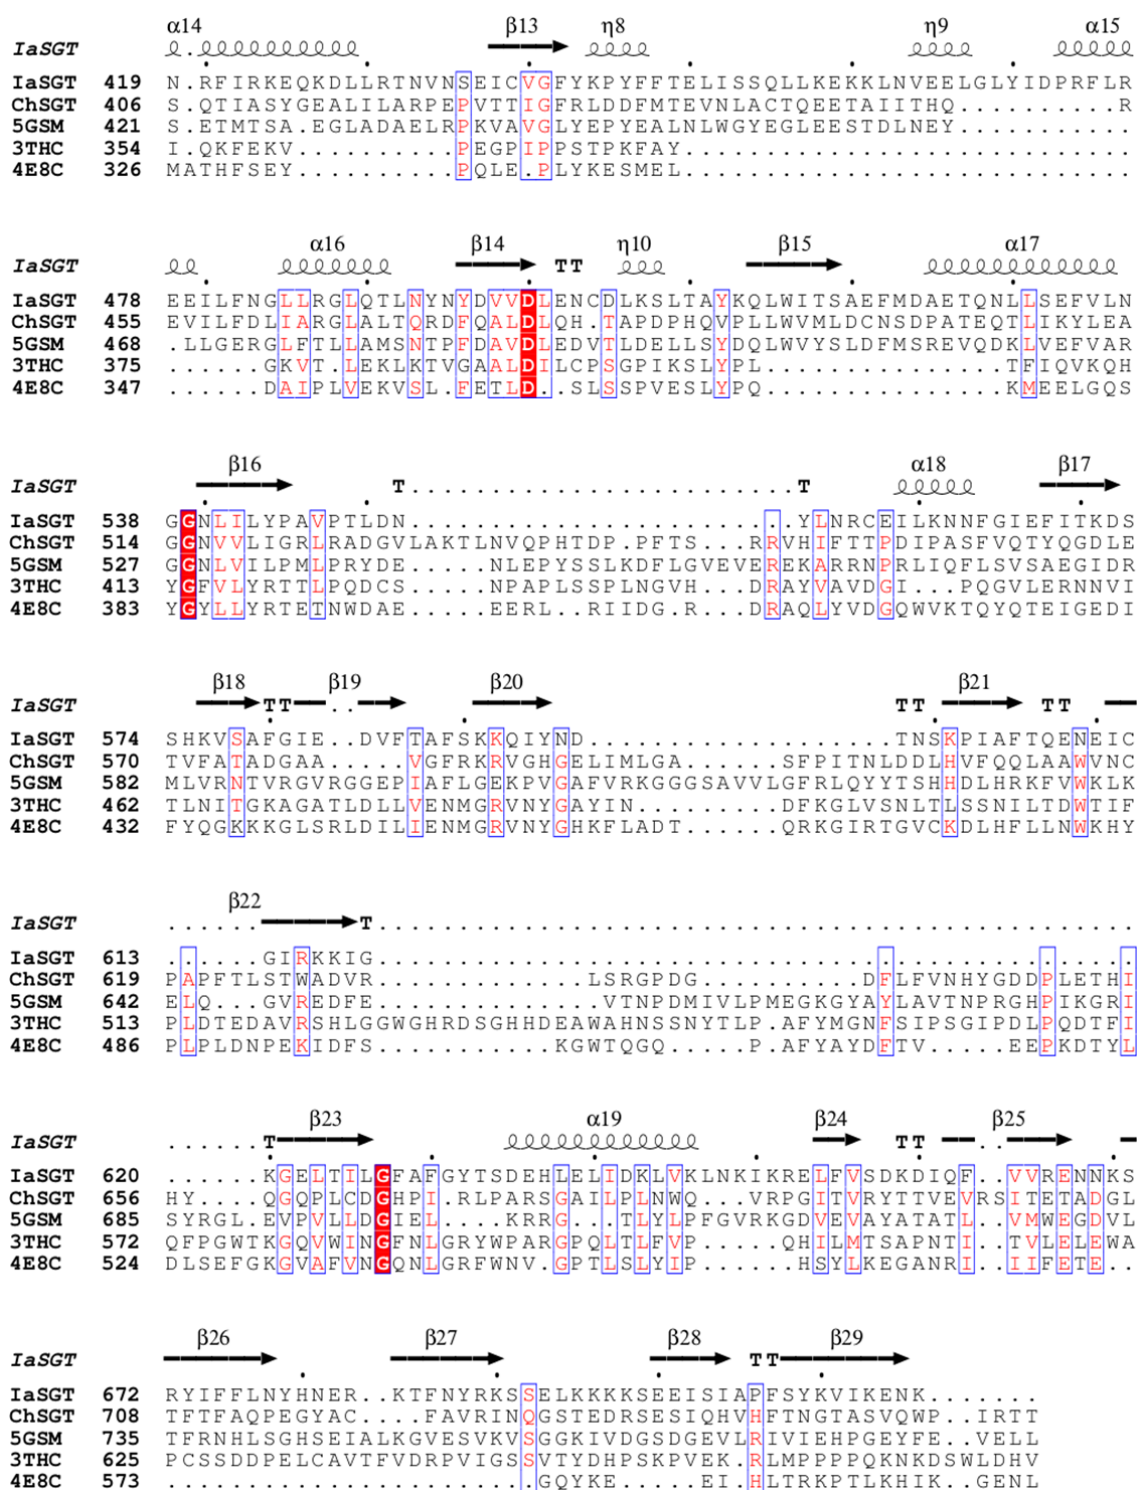 α14 β13 η8 η9 α15
IaSGT
IaSGT 419 N.RFIRKEQKDLLRTNVNSEICVGFYKPYFFTELISSQLLKEKKLNVEELGLYIDPRFLR
ChSGT 406 S.QTIASYGEALILARPEPVTTIGFRLDDFMTEVNLACTQEETAIITHQ..........R
5GSM 421 S.ETMTSA.EGLADAELRPKVAVGLYEPYEALNLWGYEGLEESTDLNEY...........
3THC 354 I.QKFEKV..........PEGPIPPSTPKFAY............................
4E8C 326 MATHFSEY..........PQLE.PLYKESMEL............................
α16 β14 η10 β15 α17
IaSGT TT
IaSGT 478 EEILFNGLLRGLQTLNYNYDVVDLENCDLKSLTAYKQLWITSAEFMDAETQNLLSEFVLN
ChSGT 455 EVILFDLIARGLALTQRDFQALDLQH.TAPDPHQVPLLWVMLDCNSDPATEQTLIKYLEA
5GSM 468 .LLGERGLFTLLAMSNTPFDAVDLEDVTLDELLSYDQLWVYSLDFMSREVQDKLVEFVAR
3THC 375 ......GKVT.LEKLKTVGAALDILCPSGPIKSLYPL...............TFIQVKQH
4E8C 347 ......DAIPLVEKVSL.FETLD..SLSSPVESLYPQ...............KMEELGQS
β16 α18 β17
IaSGT T.........................T
IaSGT 538 GGNLILYPAVPTLDN........................YLNRCEILKNNFGIEFITKDS
ChSGT 514 GGNVVLIGRLRADGVLAKTLNVQPHTDP.PFTS...RRVHIFTTPDIPASFVQTYQGDLE
5GSM 527 GGNLVILPMLPRYDE.....NLEPYSSLKDFLGVEVEREKARRNPRLIQFLSVSAEGIDR
3THC 413 YGFVLYRTTLPQDCS.....NPAPLSSPLNGVH...DRAYVAVDGI...PQGVLERNNVI
4E8C 383 YGYLLYRTETNWDAE.....EERL..RIIDG.R...DRAQLYVDGQWVKTQYQTEIGEDI
β18 β19 β20 β21
IaSGT TT .. TT TT
IaSGT 574 SHKVSAFGIE..DVFTAFSKKQIYND...................TNSKPIAFTQENEIC
ChSGT 570 TVFATADGAA.....VGFRKRVGHGELIMLGA......SFPITNLDDLHVFQQLAAWVNC
5GSM 582 MLVRNTVRGVRGGEPIAFLGEKPVGAFVRKGGGSAVVLGFRLQYYTSHHDLHRKFVWKLK
3THC 462 TLNITGKAGATLDLLVENMGRVNYGAYIN.........DFKGLVSNLTLSSNILTDWTIF
4E8C 432 FYQGKKKGLSRLDILIENMGRVNYGHKFLADT......QRKGIRTGVCKDLHFLLNWKHY
β22
IaSGT ...... T...............................................
IaSGT 613 ......GIRKKIG...............................................
ChSGT 619 PAPFTLSTWADVR.............LSRGPDG........DFLFVNHYGDDPLETHI
5GSM 642 ELQ...GVREDFE.............VTNPDMIVLPMEGKGYAYLAVTNPRGHPIKGRI
3THC 513 PLDTEDAVRSHLGGWGHRDSGHHDEAWAHNSSNYTLP.AFYMGNFSIPSGIPDLPQDTFI
4E8C 486 PLPLDNPEKIDFS...........KGWTQGQ.....P.AFYAYDFTV.....EEPKDTYL
β23 α19 β24 β25
IaSGT ......T TT ..
IaSGT 620 ......KGELTILGFAFGYTSDEHLELIDKLVKLNKIKRELFVSDKDIQF..VVRENNKS
ChSGT 656 HY....QGQPLCDGHPI.RLPARSGAILPLNWQ...VRPGITVRYTTVEVRSITETADGL
5GSM 685 SYRGL.EVPVLLDGIEL....KRRG...TLYLPFGVRKGDVEVAYATATL..VMWEGDVL
3THC 572 QFPGWTKGQVWINGFNLGRYWPARGPQLTLFVP......QHILMTSAPNTI..TVLELEWA
4E8C 524 DLSEFGKGVAFVNGQNLGRFWNV.GPTLSLYIP......HSYLKEGANRI..IIFETE..
β26 β27 β28 β29
IaSGT TT
IaSGT 672 RYIFFLNYHNER..KTFNYRKSSELKKKKSEEISIAPFSYKVIKENK.......
ChSGT 708 TFTFAQPEGYAC....FAVRINQGSTEDRSESIQHVHFTNGTASVQWP..IRTT
5GSM 735 TFRNHLSGHSEIALKGVESVKVSGGKIVDGSDGEVLRIVIEHPGEYFE..VELL
3THC 625 PCSSDDPELCAVTFVDRPVIGSSVTYDHPSKPVEK.RLMPPPPQKNKDSWLDHV
4E8C 573 .......................GQYKE....EI.HLTRKPTLKHIK..GENL